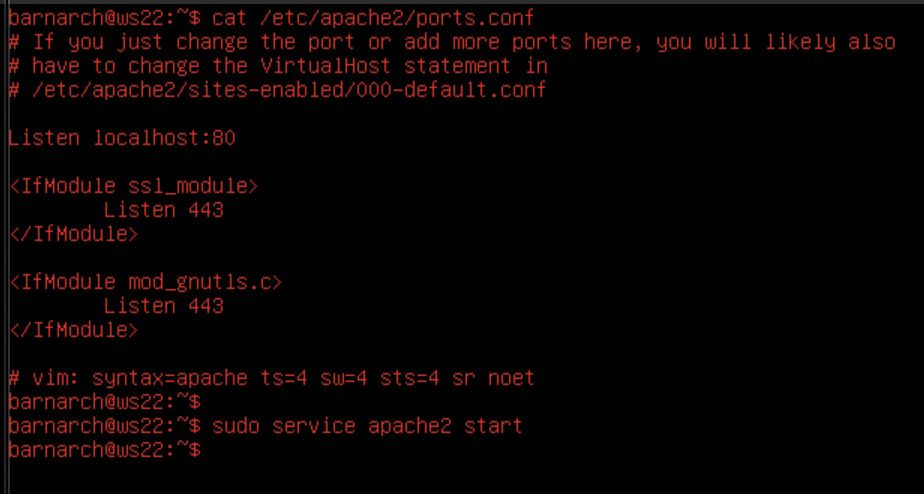 barnarch@ws22:~$ cat /etc/apache2/ports.conf
# If you just change the port or add more ports here, you will likely also
# have to change the VirtualHost statement in
# /etc/apache2/sites-enabled/000-default.conf
Listen localhost:80
<IfModule ssl_module>
Listen 443
</IfModule>
<IfModule mod_gnutls.c>
Listen 443
</IfModule>
# vim: syntax=apache ts=4 sw=4 sts=4 sr noet
barnarch@ws22:~$
barnarch@ws22:~$ sudo service apache2 start
barnarch@ws22:~$